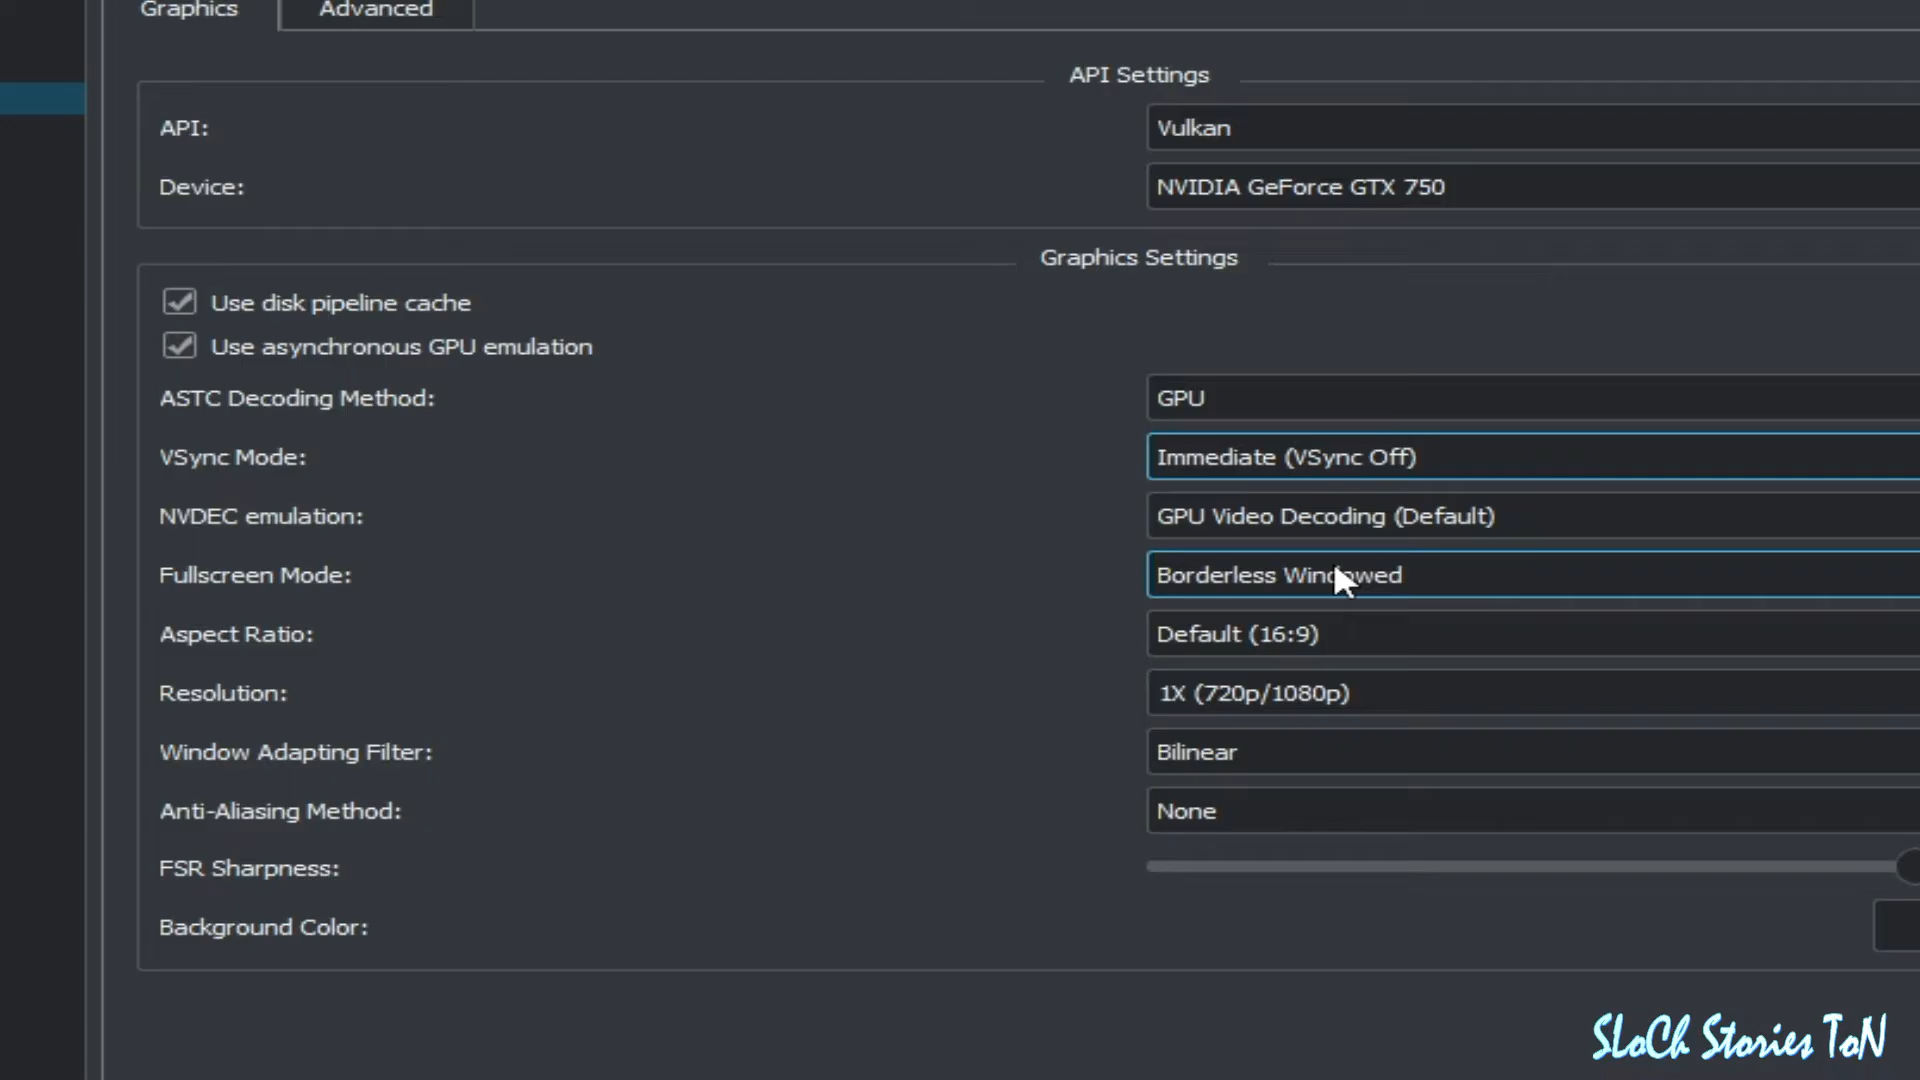 Graphics Advanced
API Settings
API: Vulkan
Device: NVIDIA GeForce GTX 750
Graphics Settings
Use disk pipeline cache
Use asynchronous GPU emulation
ASTC Decoding Method: GPU
VSync Mode: Immediate (VSync Off)
NVDEC emulation: GPU Video Decoding (Default)
Fullscreen Mode: Borderless Windowed
Aspect Ratio: Default (16:9)
Resolution: 1X (720p/1080p)
Window Adapting Filter: Bilinear
Anti-Aliasing Method: None
FSR Sharpness:
Background Color:
SLoCh Stories ToN